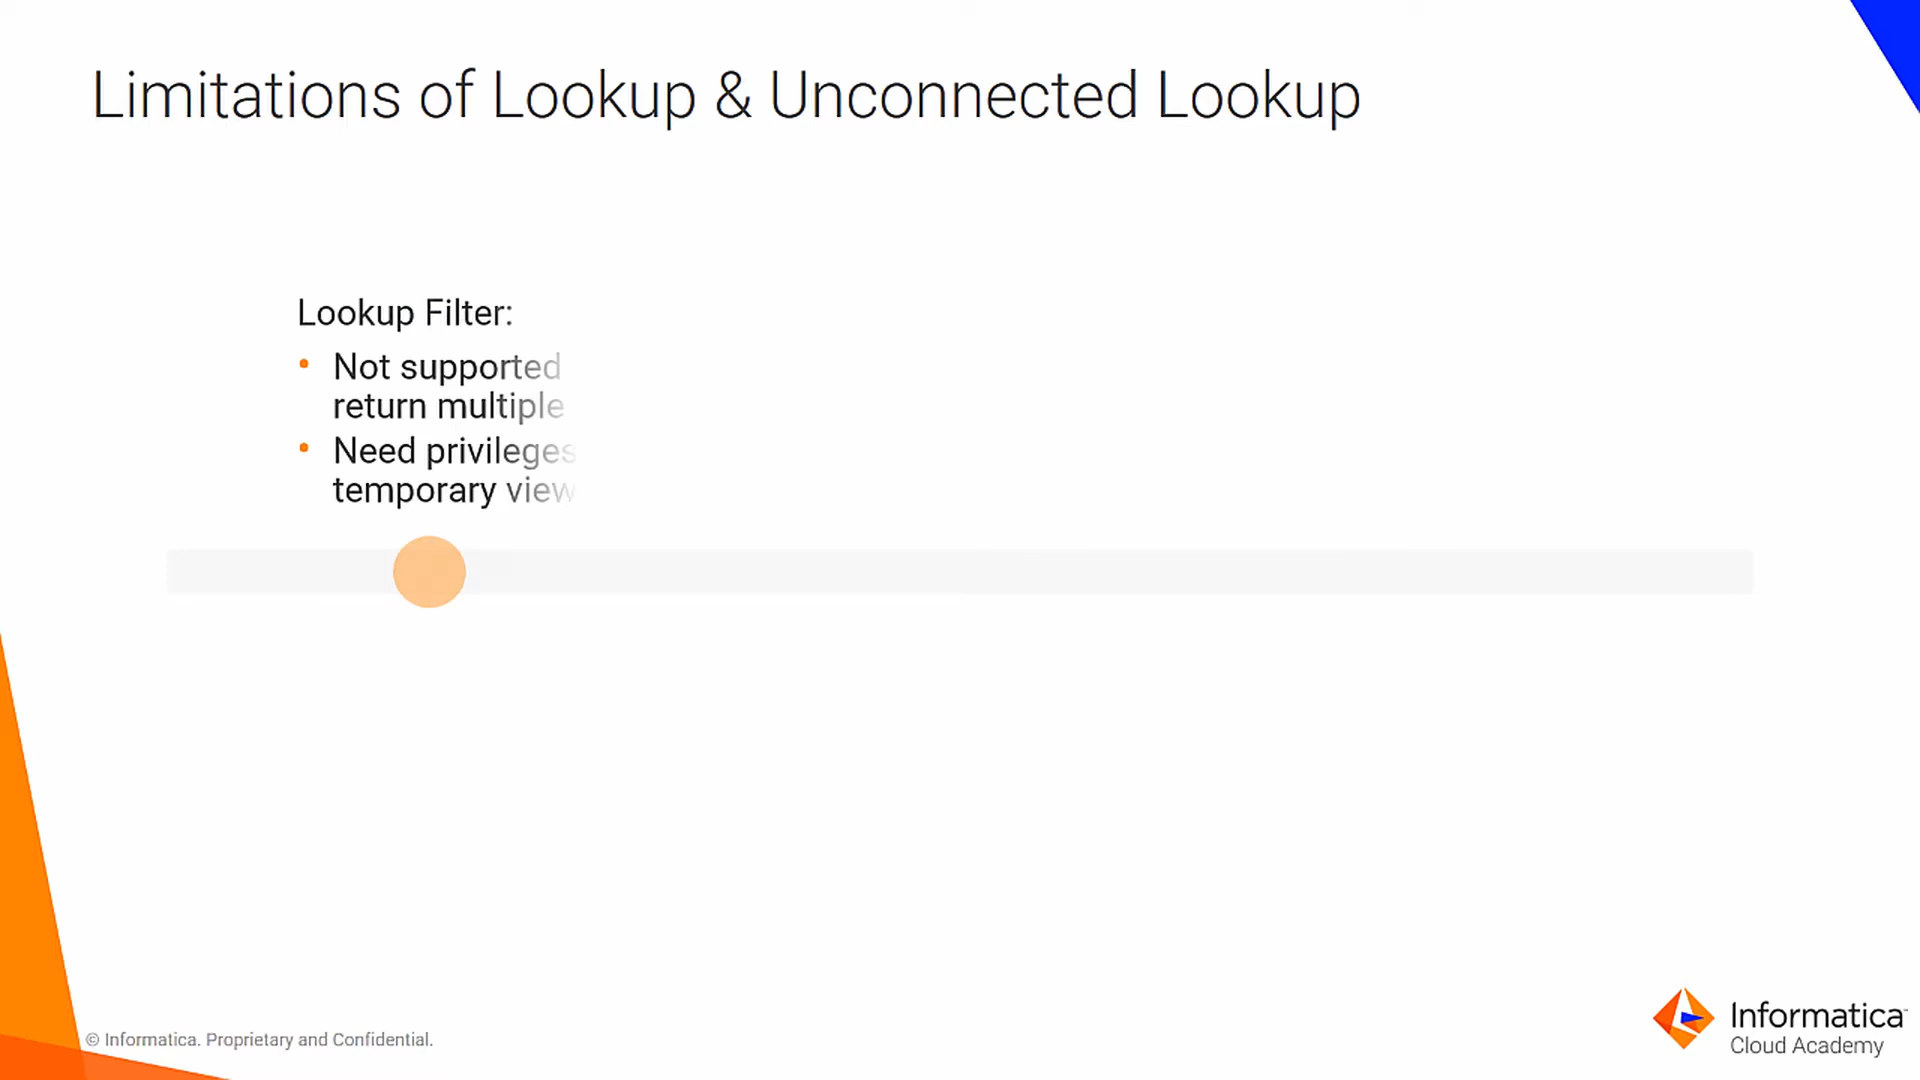 Limitations of Lookup & Unconnected Lookup
Lookup Filter:
• Not supported
return multiple
• Need privileges
temporary view
© Informatica. Proprietary and Confidential.
Informatica
Cloud Academy